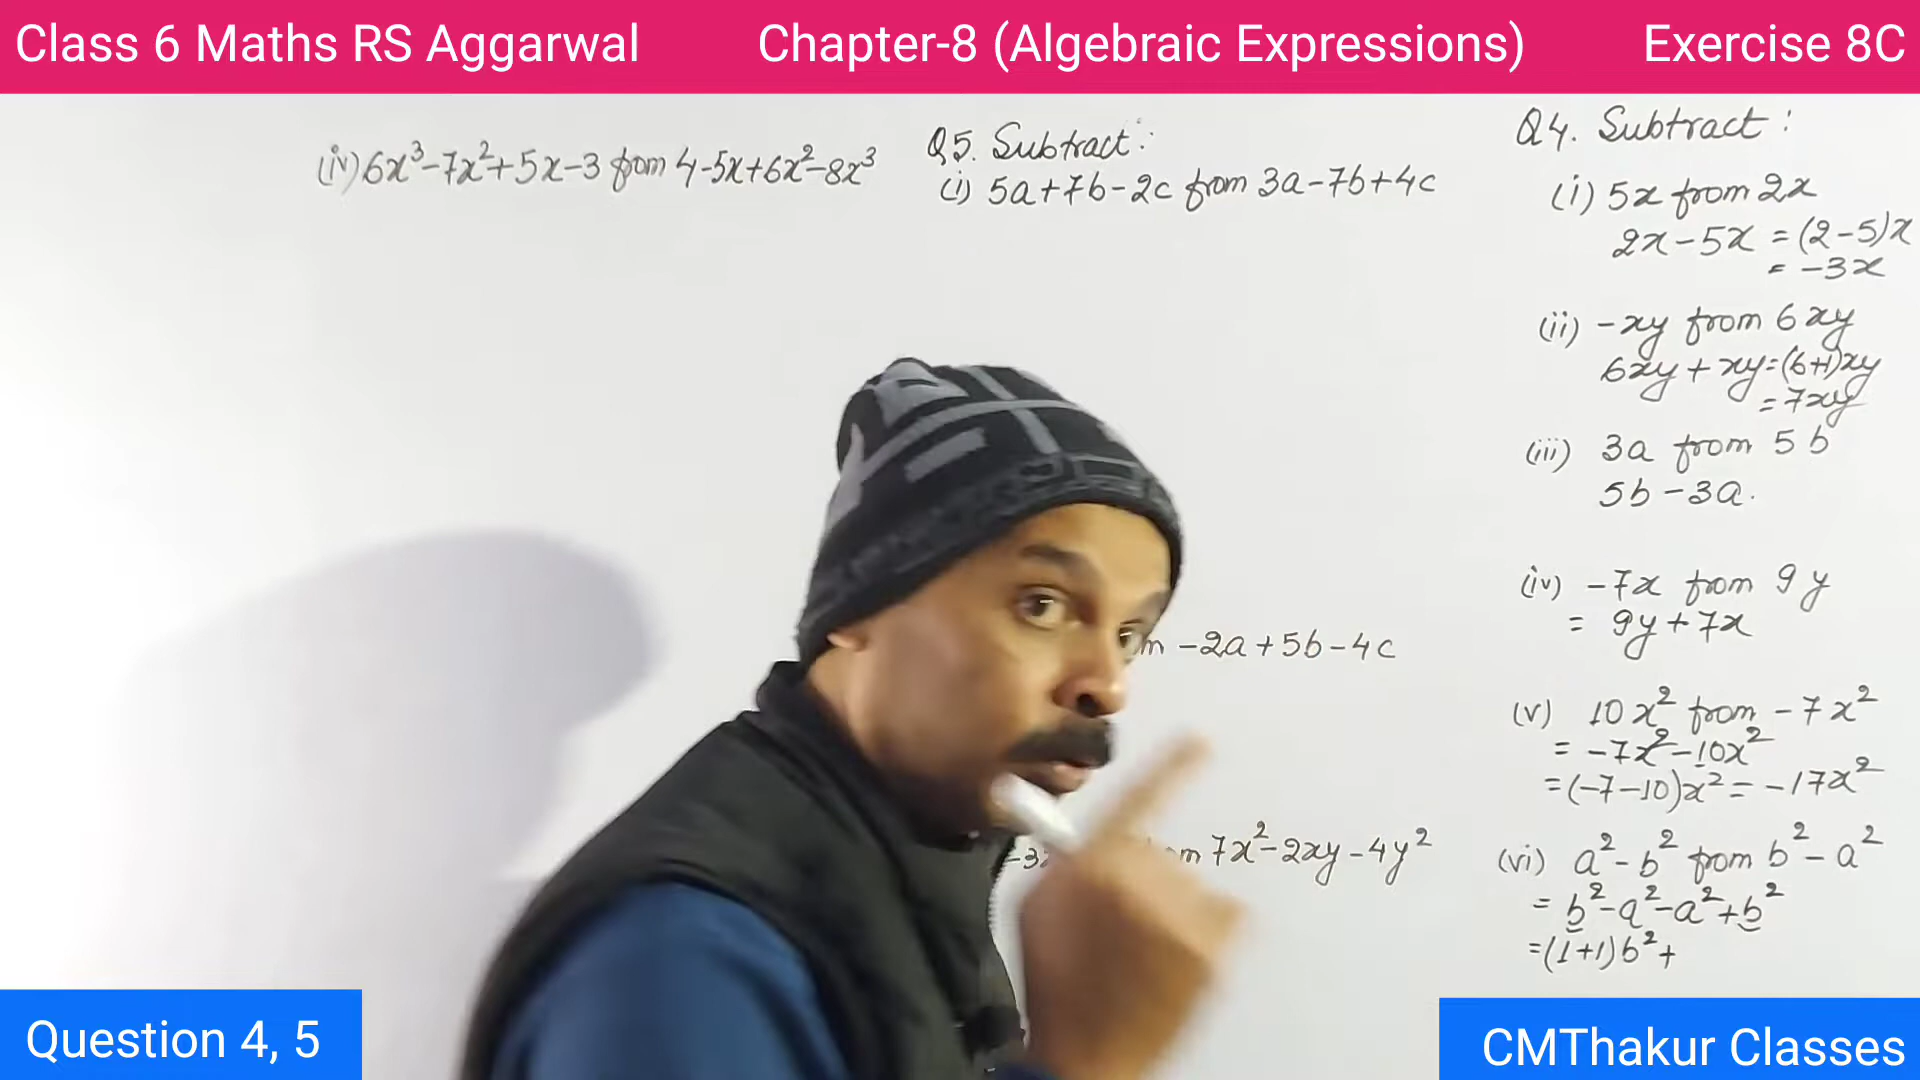 Class 6 Maths RS Aggarwal
Chapter-8 (Algebraic Expressions)
Exercise 8C
(iv) 6x³-7x²+5x-3 from 4-5x+6x²-8x³
Q5. Subtract:
(i) 5a+7b-2c from 3a-7b+4c
-2a+5b-4c
7x²-2xy-4y²
Q4. Subtract:
(i) 5x from 2x
2x-5x = (2-5)x
= -3x
(ii) -xy from 6xy
6xy+xy=(6+1)xy
= 7xy
(iii) 3a from 5b
5b-3a.
(iv) -7x from 9y
= 9y+7x
(v) 10x² from -7x²
= -7x²-10x²
=(-7-10)x² = -17x²
(vi) a²-b² from b²-a²
= b²-a²-a²+b²
=(1+1)b²+
Question 4, 5
CMThakur Classes